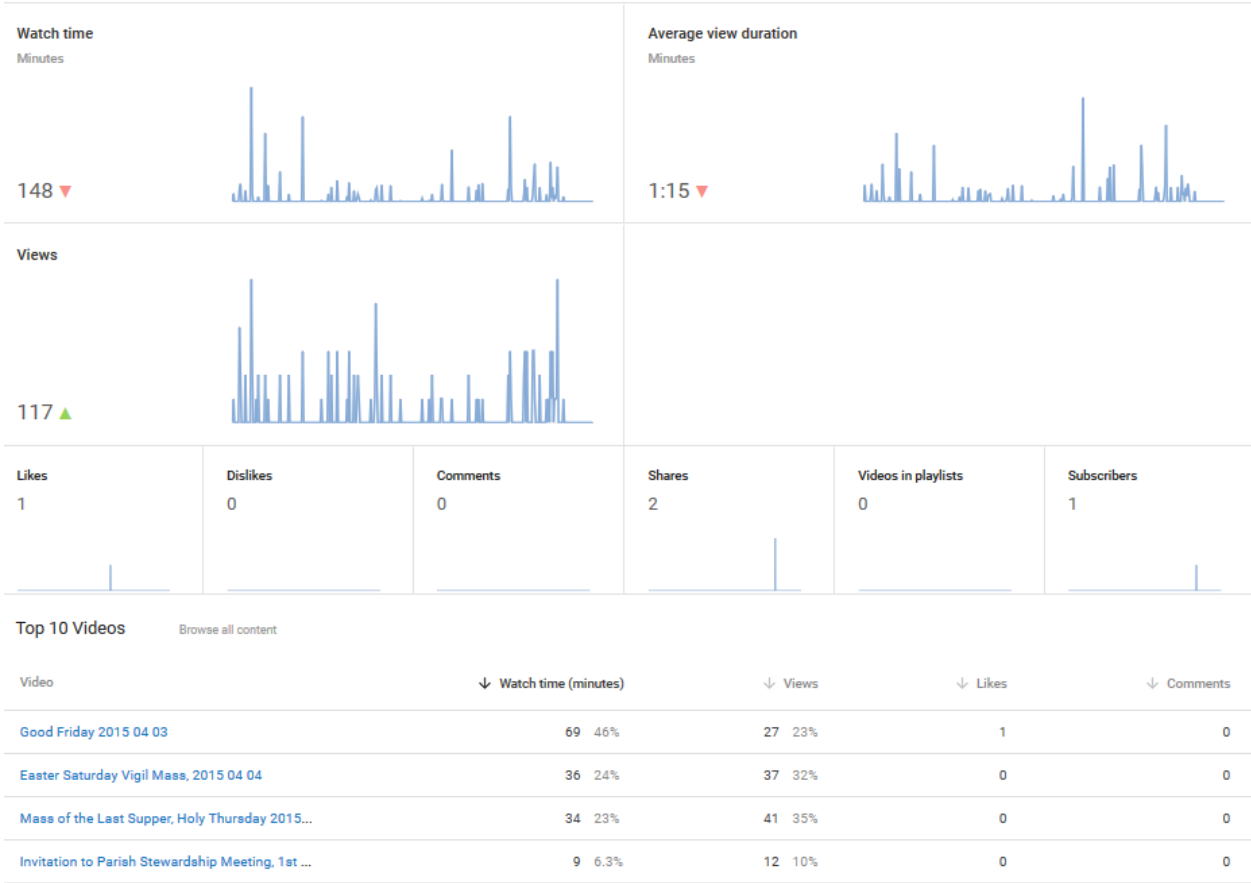 Watch time
Minutes
148
Average view duration
Minutes
1:15
Views
117
Likes
1
Dislikes
0
Comments
0
Shares
2
Videos in playlists
0
Subscribers
1
Top 10 Videos Browse all content
Video Watch time (minutes) Views Likes Comments
Good Friday 2015 04 03 69 46% 27 23% 1 0
Easter Saturday Vigil Mass, 2015 04 04 36 24% 37 32% 0 0
Mass of the Last Supper, Holy Thursday 2015... 34 23% 41 35% 0 0
Invitation to Parish Stewardship Meeting, 1st ... 9 6.3% 12 10% 0 0